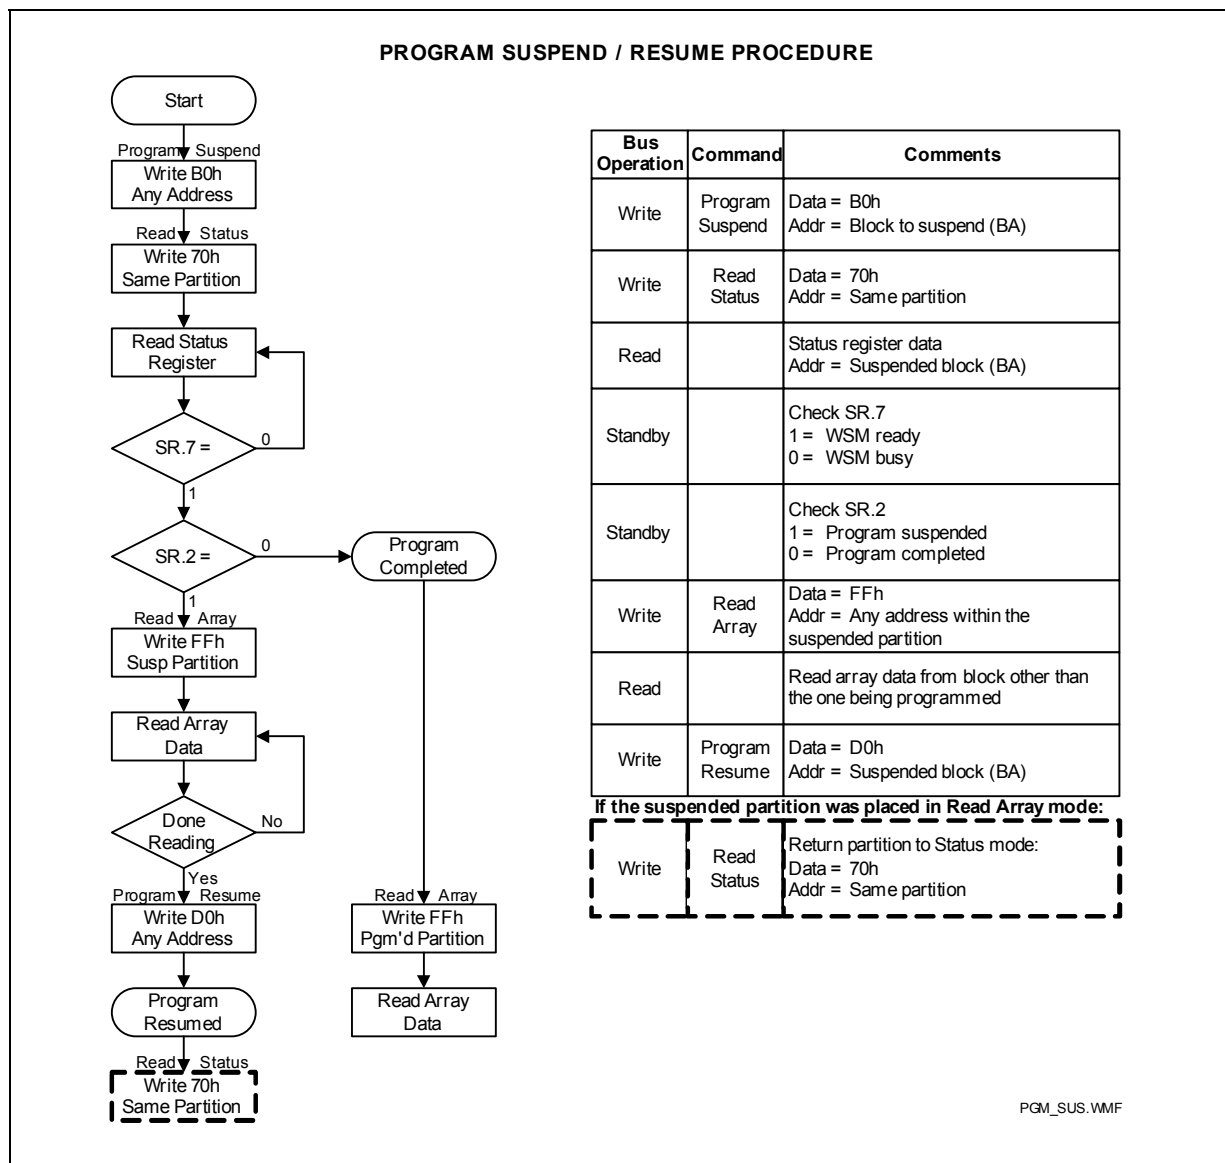 PROGRAM SUSPEND / RESUME PROCEDURE
Start
Program Suspend
Write B0h
Any Address
Read Status
Write 70h
Same Partition
Read Status
Register
SR.7 =
0
1
SR.2 =
0
1
Program
Completed
Read Array
Write FFh
Susp Partition
Read Array
Data
Done
Reading
No
Yes
Program Resume
Write D0h
Any Address
Program
Resumed
Read Status
Write 70h
Same Partition
Read Array
Write FFh
Pgm'd Partition
Read Array
Data
Bus
Operation
Command
Comments
Write
Program
Suspend
Data = B0h
Addr = Block to suspend (BA)
Write
Read
Status
Data = 70h
Addr = Same partition
Read
Status register data
Addr = Suspended block (BA)
Standby
Check SR.7
1 = WSM ready
0 = WSM busy
Standby
Check SR.2
1 = Program suspended
0 = Program completed
Write
Read
Array
Data = FFh
Addr = Any address within the
suspended partition
Read
Read array data from block other than
the one being programmed
Write
Program
Resume
Data = D0h
Addr = Suspended block (BA)
If the suspended partition was placed in Read Array mode:
Write
Read
Status
Return partition to Status mode:
Data = 70h
Addr = Same partition
PGM_SUS.WMF